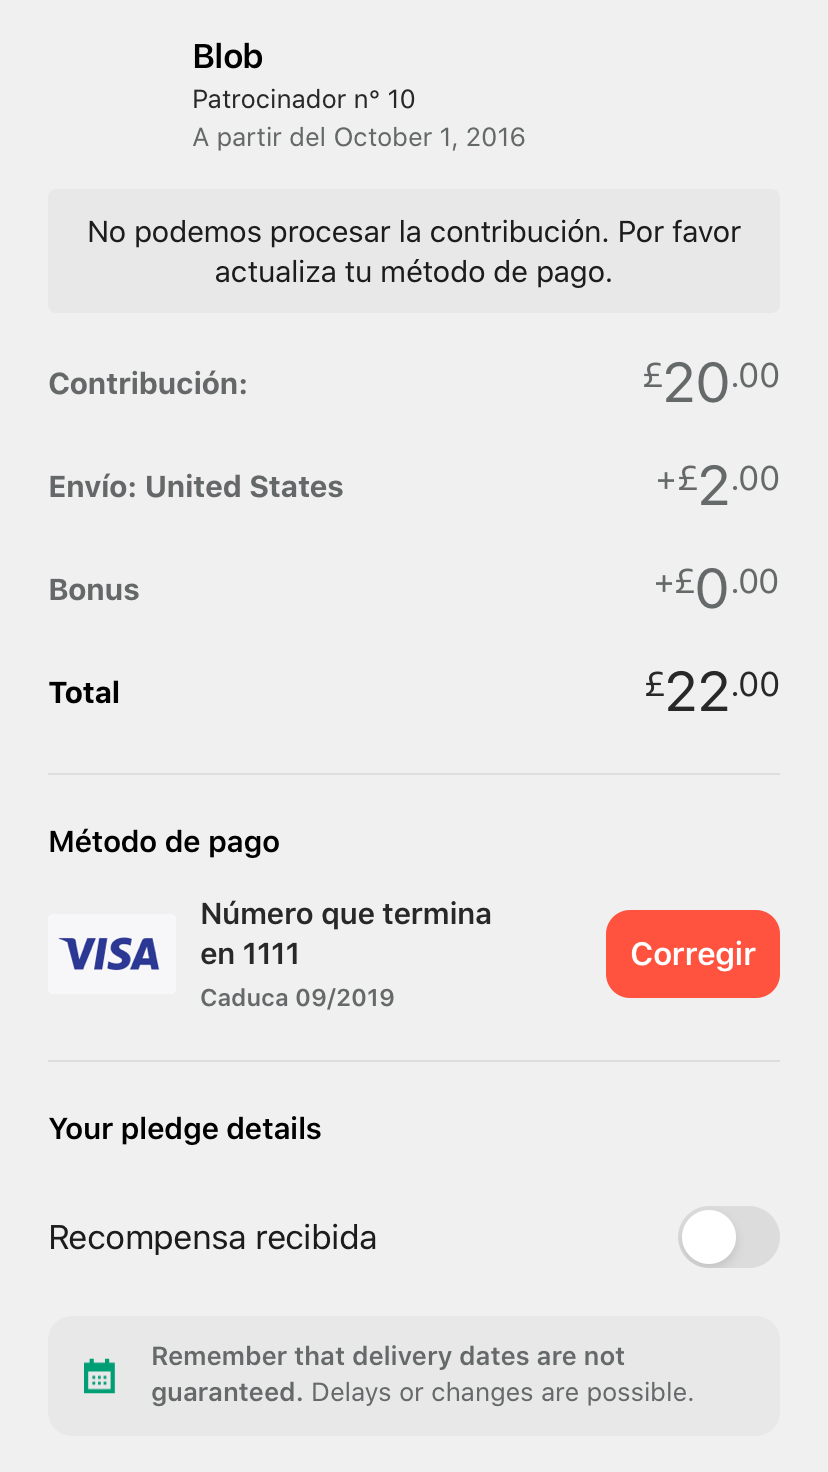 Blob
Patrocinador n° 10
A partir del October 1, 2016
No podemos procesar la contribución. Por favor
actualiza tu método de pago.
Contribución: £20.00
Envío: United States +£2.00
Bonus +£0.00
Total £22.00
Método de pago
VISA
Número que termina
en 1111
Caduca 09/2019
Corregir
Your pledge details
Recompensa recibida
Remember that delivery dates are not
guaranteed. Delays or changes are possible.